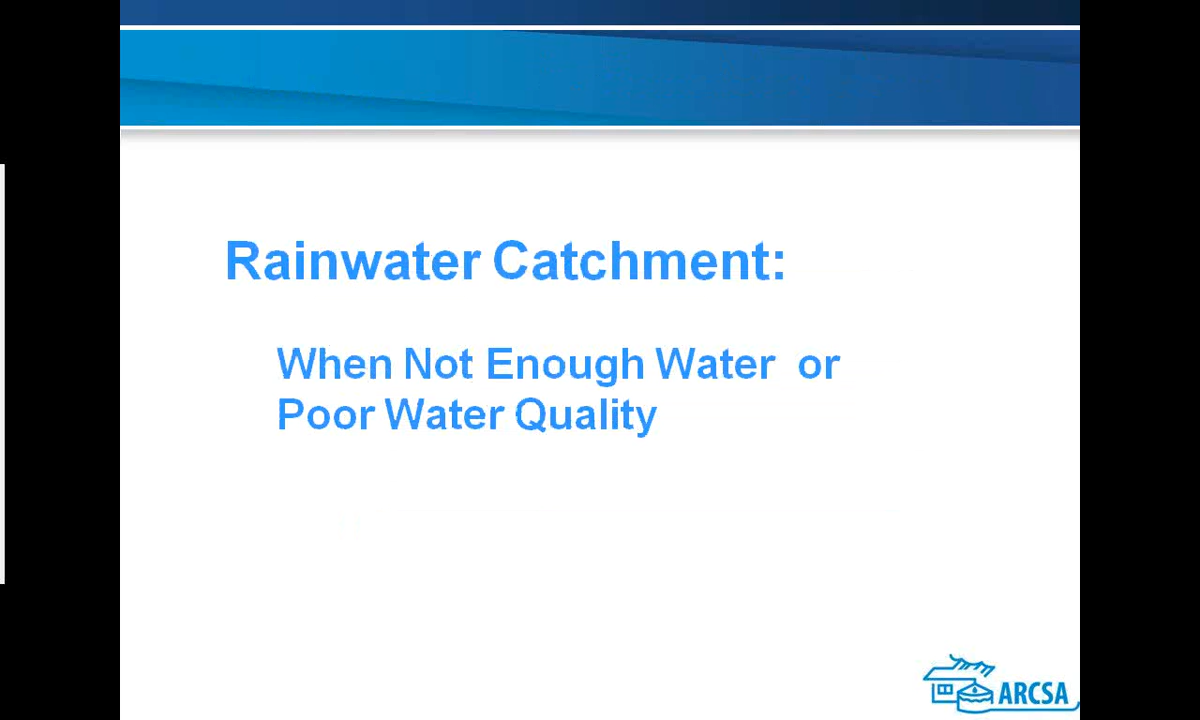 Rainwater Catchment:
When Not Enough Water or
Poor Water Quality
ARCSA